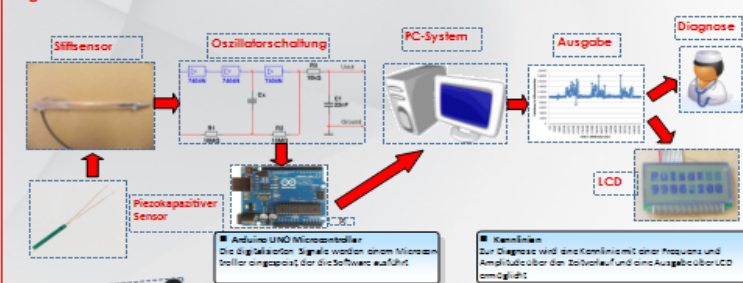 Stiftsensor
Oszillatorschaltung
PC-System
Ausgabe
Diagnose
Uout
Ground
LCD
Piezokapazitiver
Sensor
■ Arduino UNO Microcontroller
Die digitalisierten Signale werden einem Microcon-
troller eingespeist, der die Software ausführt
■ Kennlinien
Zur Diagnose wird eine Kennlinie mit einer Frequenz und
Amplitude über den Zeitverlauf und eine Ausgabe über LCD
ermöglicht